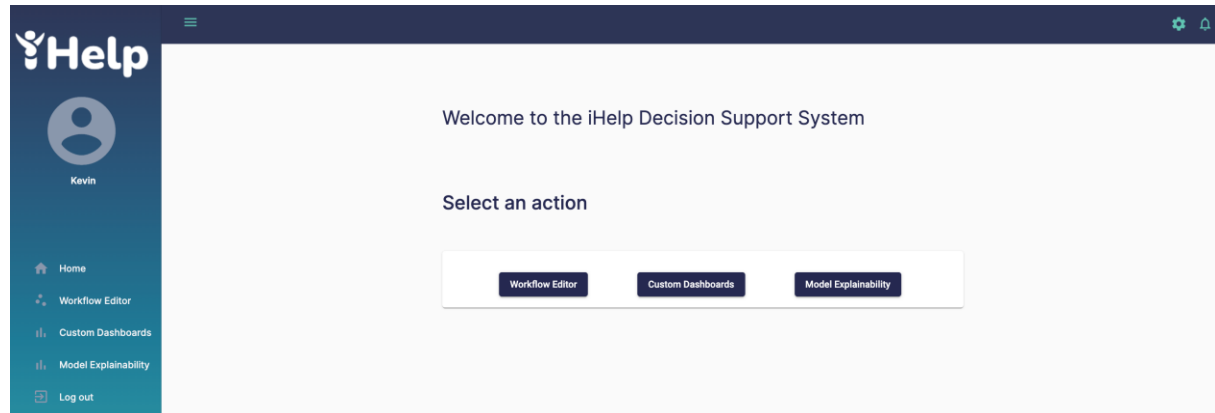 iHelp
Kevin
Home
Workflow Editor
Custom Dashboards
Model Explainability
Log out
Welcome to the iHelp Decision Support System
Select an action
Workflow Editor Custom Dashboards Model Explainability